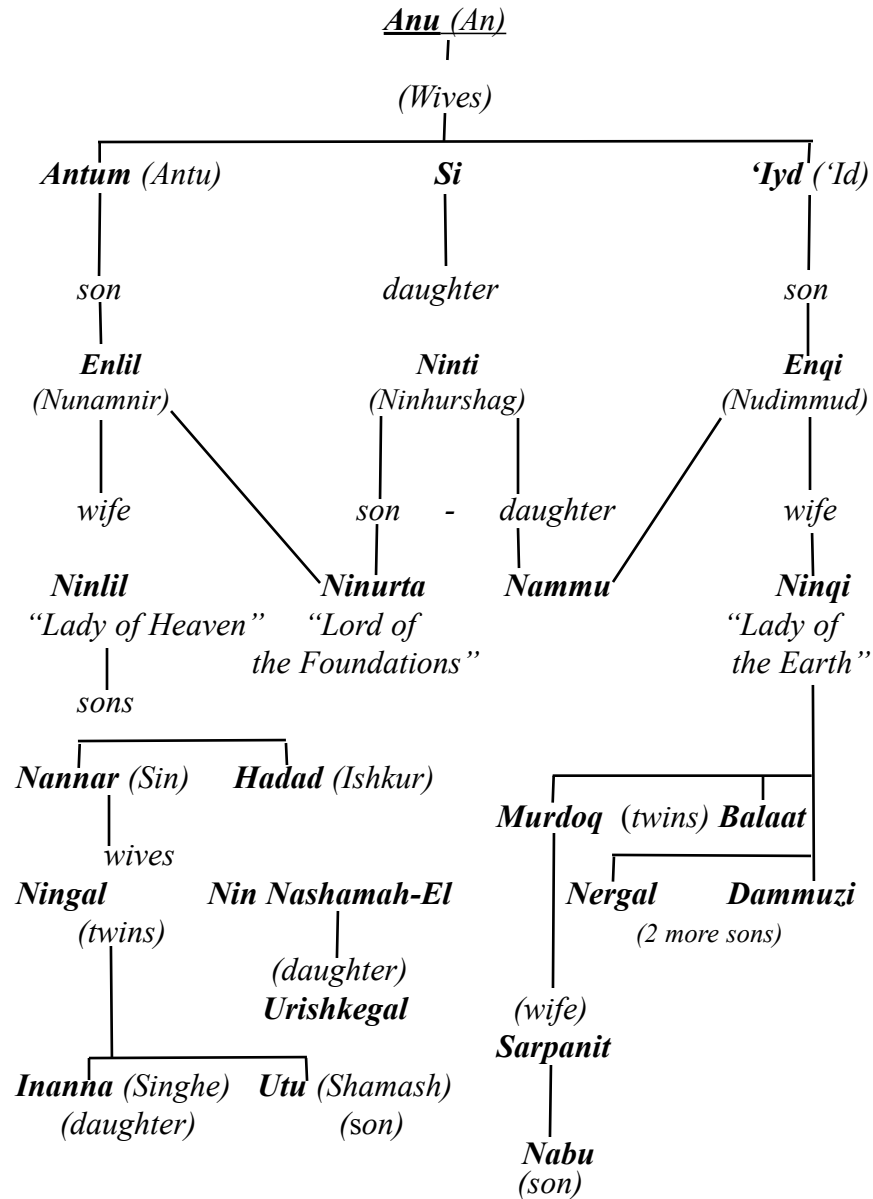 Anu (An)
(Wives)
Antum (Antu) Si ‘Iyd (‘Id)
son daughter son
Enlil Ninti Enqi
(Nunamnir) (Ninhurshag) (Nudimmud)
wife son - daughter wife
Ninlil Ninurta Nammu Ninqi
“Lady of Heaven” “Lord of “Lady of
the Foundations” the Earth”
sons
Nannar (Sin) Hadad (Ishkur)
Murdoq (twins) Balaat
wives
Ningal Nin Nashamah-El Nergal Dammuzi
(twins) (2 more sons)
(daughter)
Urishkegal (wife)
Sarpanit
Inanna (Singhe) Utu (Shamash)
(daughter) (son)
Nabu
(son)